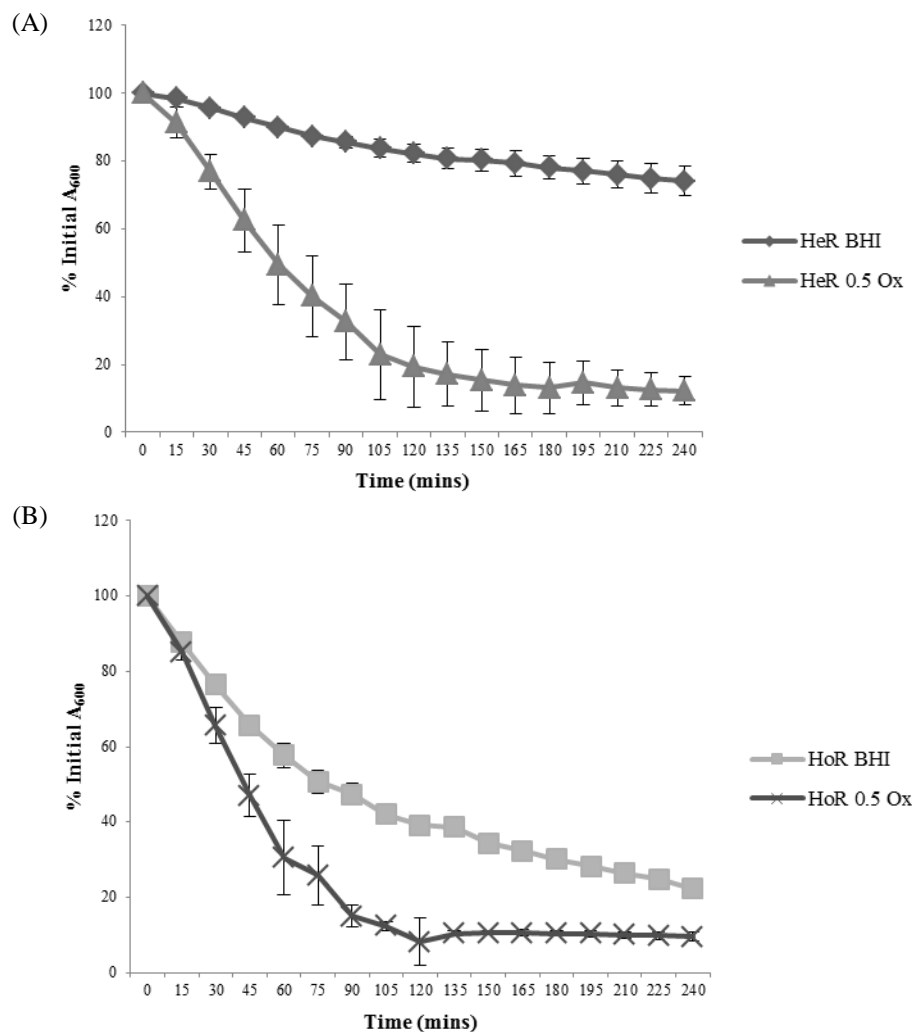 (A)
120
100
80
60
40
20
0
% Initial A₆₀₀
0 15 30 45 60 75 90 105 120 135 150 165 180 195 210 225 240
Time (mins)
HeR BHI
HeR 0.5 Ox
(B)
120
100
80
60
40
20
0
% Initial A₆₀₀
0 15 30 45 60 75 90 105 120 135 150 165 180 195 210 225 240
Time (mins)
HoR BHI
HoR 0.5 Ox